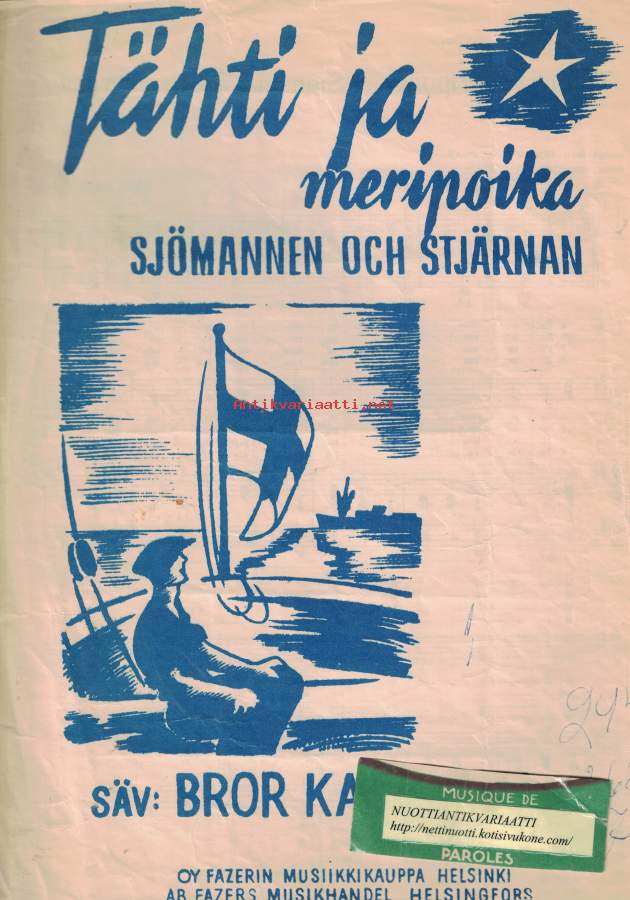 Tähti ja
meripoika
SJÖMANNEN OCH STJÄRNAN
Antikvariaatti.net
SÄV: BROR KA
MUSIQUE DE
NUOTTIANTIKVARIAATTI
http://nettinuotti.kotisivukone.com/
PAROLES
OY FAZERIN MUSIIKKIKAUPPA HELSINKI
AB FAZERS MUSIKHANDEL HELSINGFORS